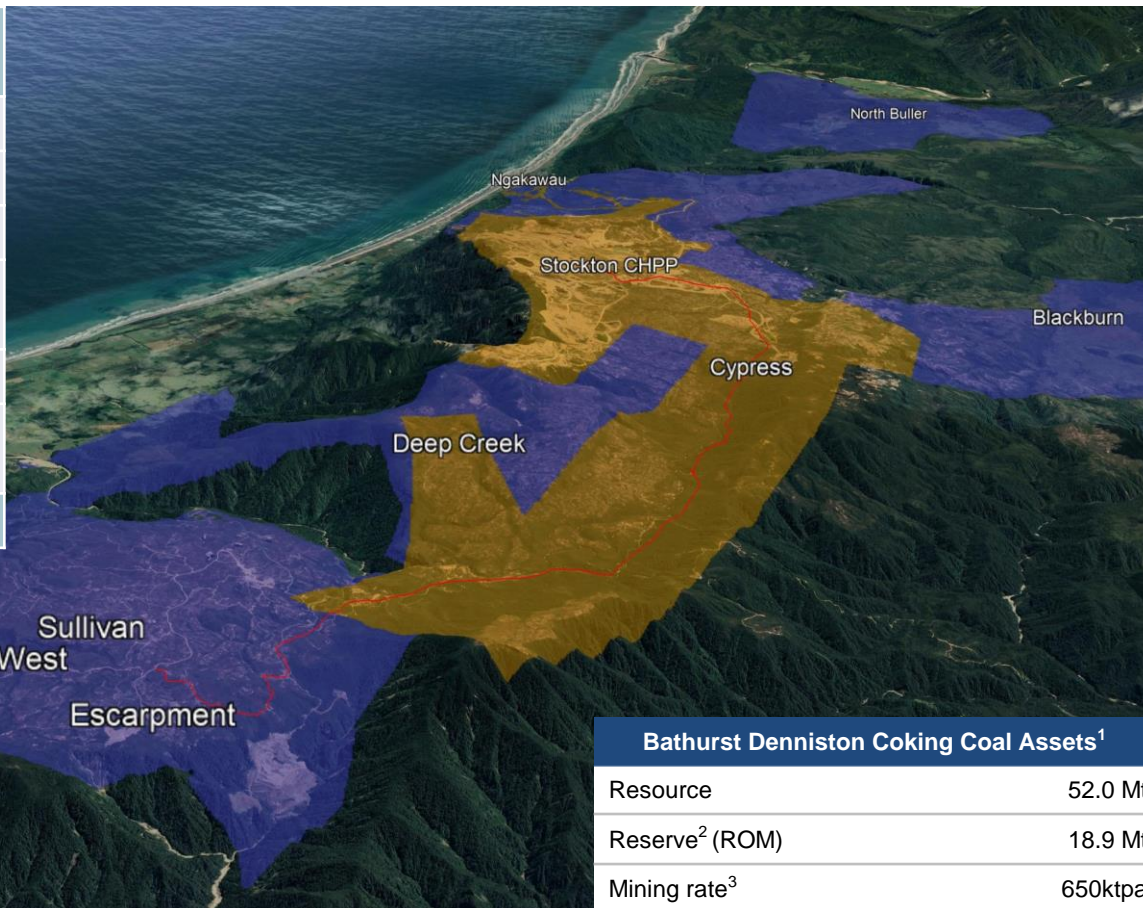 North Buller
Ngakawau
Stockton CHPP
Blackburn
Cypress
Deep Creek
Sullivan
West
Escarpment
Bathurst Denniston Coking Coal Assets¹
Resource 52.0 Mt
Reserve² (ROM) 18.9 Mt
Mining rate³ 650ktpa